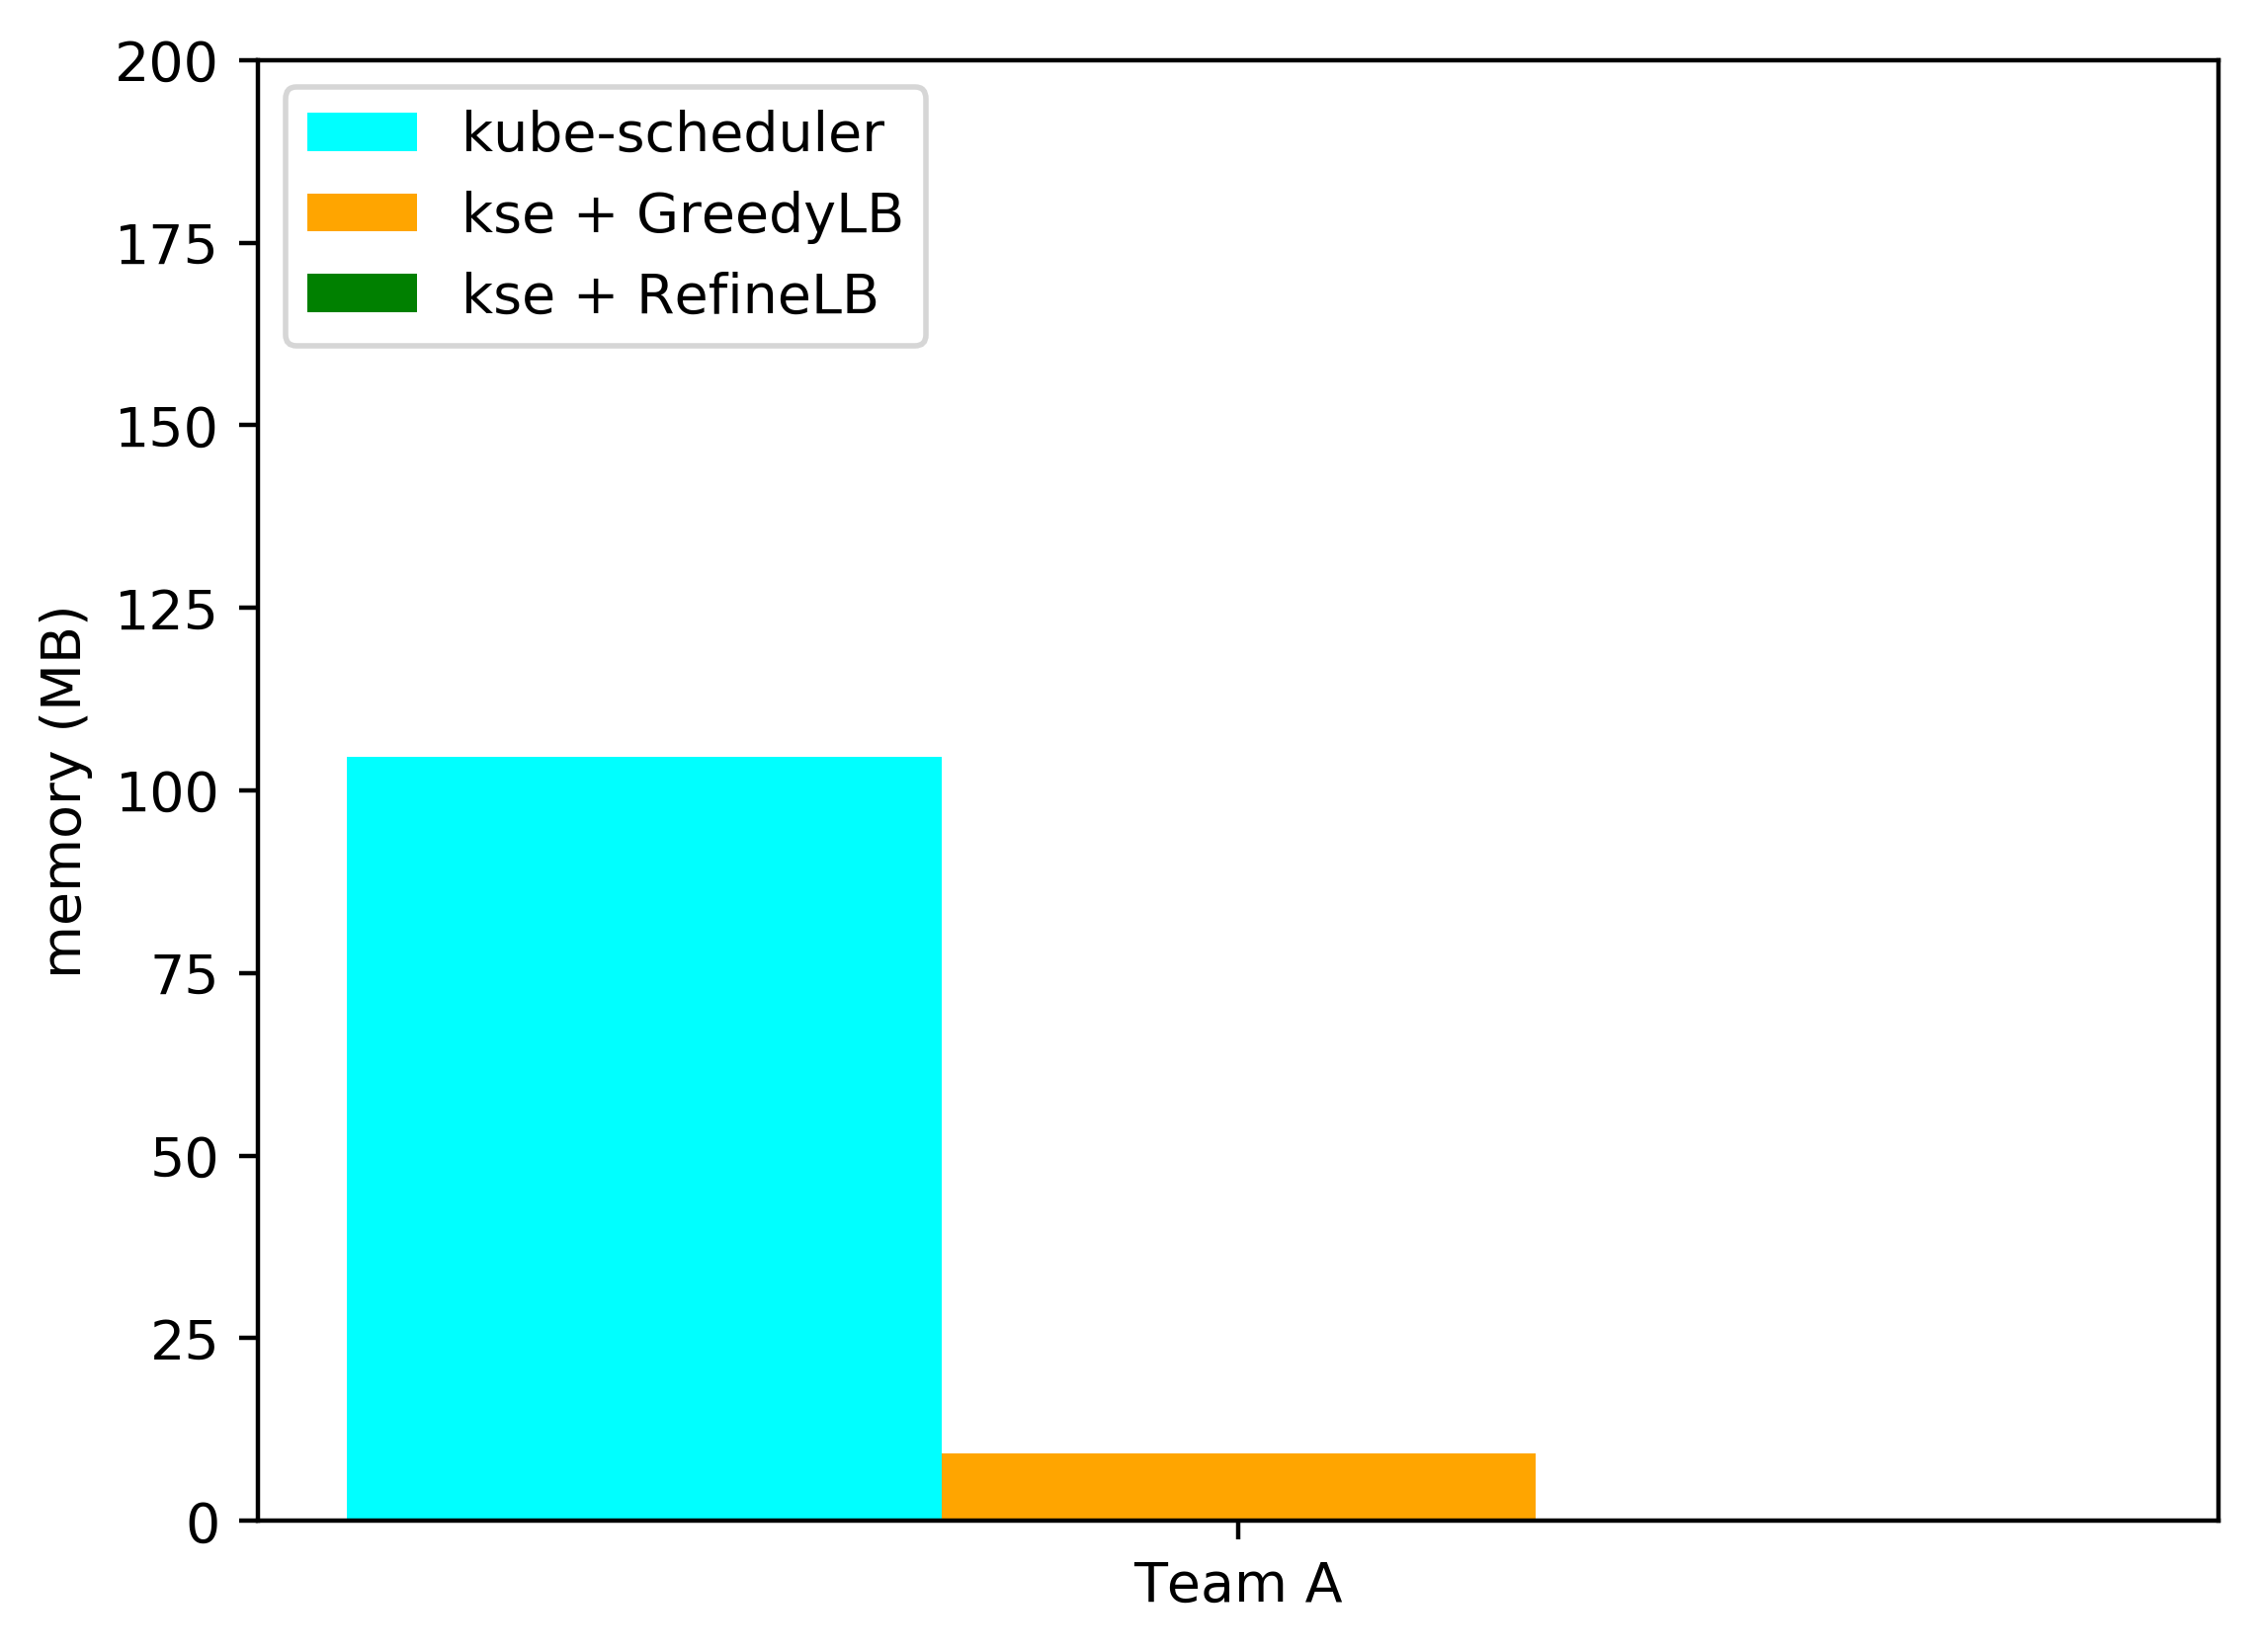 200
175
150
125
100
75
50
25
0
memory (MB)
kube-scheduler
kse + GreedyLB
kse + RefineLB
Team A